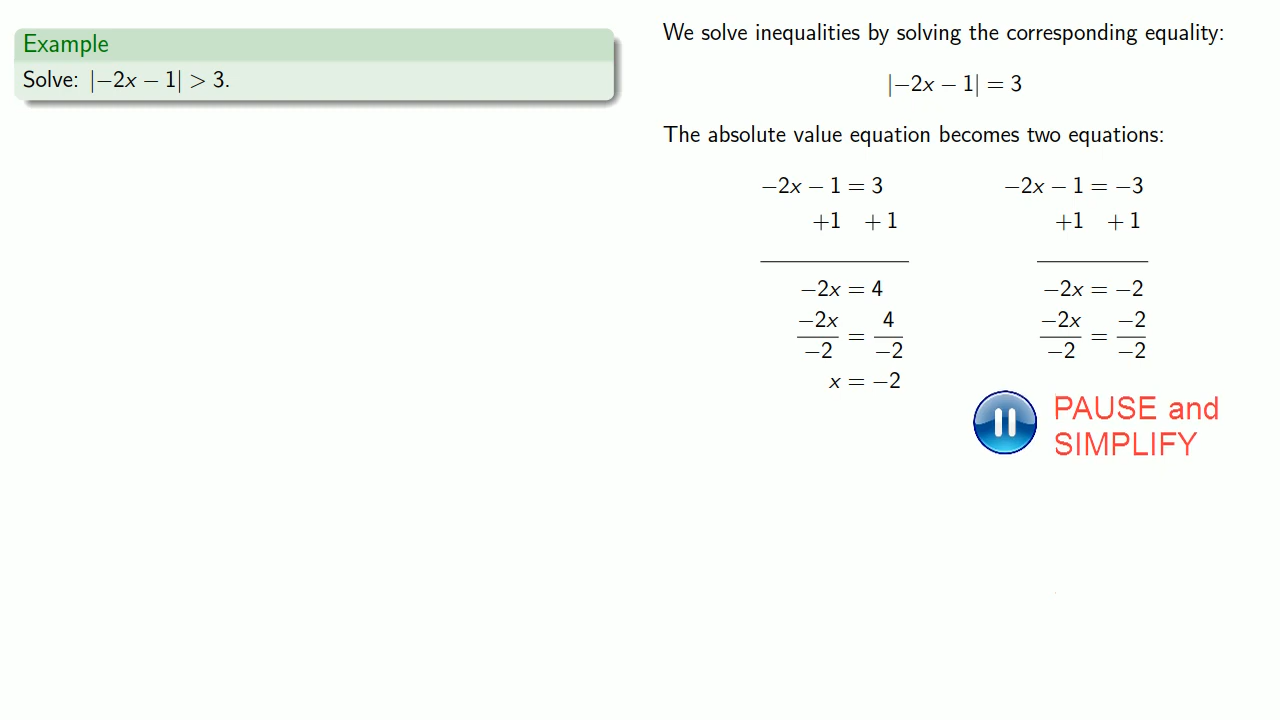 Example
Solve: |−2x − 1| > 3.
We solve inequalities by solving the corresponding equality:
|−2x − 1| = 3
The absolute value equation becomes two equations:
−2x − 1 = 3
+1 + 1
−2x = 4
−2x/−2 = 4/−2
x = −2
−2x − 1 = −3
+1 + 1
−2x = −2
−2x/−2 = −2/−2
PAUSE and
SIMPLIFY